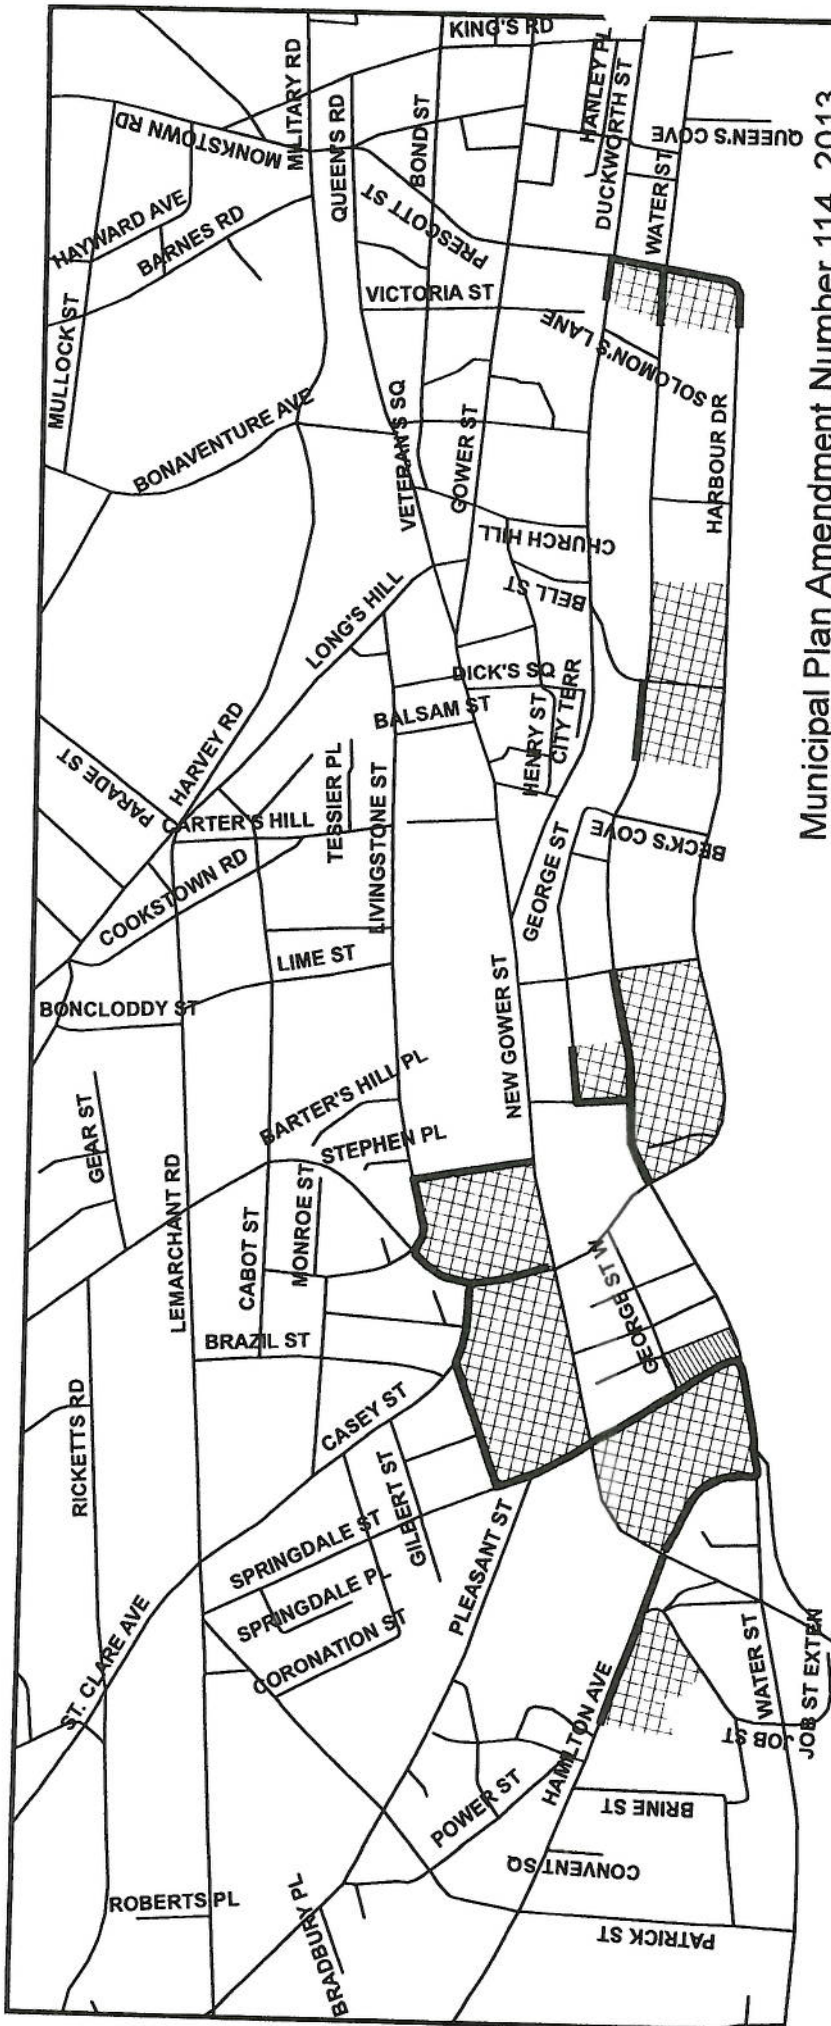 KING'S RD
MILITARY RD
MONKSTOWN RD
QUEEN'S RD
BOND ST
HANLEY PL
DUCKWORTH ST
QUEEN'S COVE
WATER ST
HAYWARD AVE
BARNES RD
PRESCOTT ST
VICTORIA ST
MULLOCK ST
SOLOMON'S LANE
BONAVENTURE AVE
VETERAN'S SQ
GOWER ST
HARBOUR DR
CHURCH HILL
BELL ST
LONG'S HILL
DICK'S SQ
BALSAM ST
HENRY ST
CITY TERR
HARVEY RD
PARADE ST
CARTER'S HILL
TESSIER PL
LIVINGSTONE ST
GEORGE ST
BECK'S COVE
COOKSTOWN RD
LIME ST
BONCLODDY ST
NEW GOWER ST
BARTER'S HILL PL
STEPHEN PL
GEAR ST
LEMARCHANT RD
CABOT ST
MONROE ST
GEORGE ST W
BRAZIL ST
CASEY ST
RICKETTS RD
GILBERT ST
SPRINGDALE ST
SPRINGDALE PL
CORONATION ST
PLEASANT ST
ST. CLARE AVE
HAMILTON AVE
WATER ST
JOB ST
JOB ST EXTEN
POWER ST
BRINE ST
CONVENT SQ
PATRICK ST
ROBERTS PL
BRADBURY PL
Municipal Plan Amendment Number 114, 2013